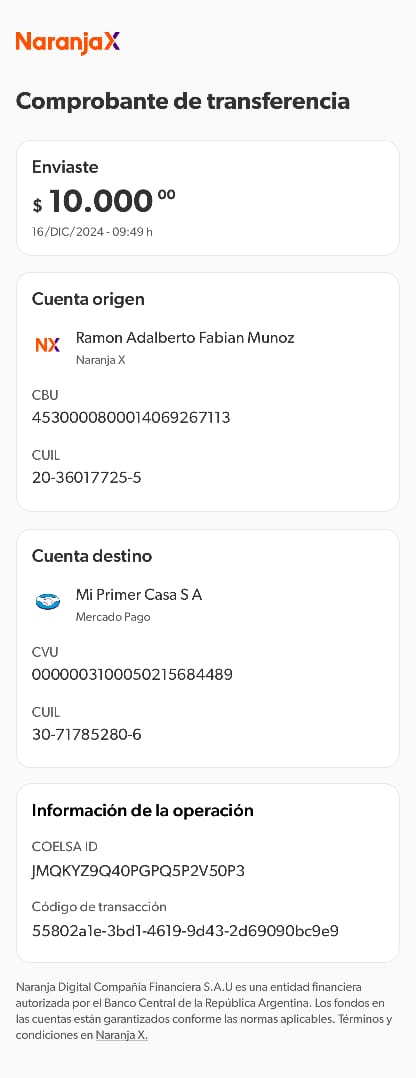 NaranjaX
Comprobante de transferencia
Enviaste
$ 10.000 00
16/DIC/2024 - 09:49 h
Cuenta origen
NX
Ramon Adalberto Fabian Munoz
Naranja X
CBU
4530000800014069267113
CUIL
20-36017725-5
Cuenta destino
Mi Primer Casa S A
Mercado Pago
CVU
0000003100050215684489
CUIL
30-71785280-6
Información de la operación
COELSA ID
JMQKYZ9Q40PGPQ5P2V50P3
Código de transacción
55802a1e-3bd1-4619-9d43-2d69090bc9e9
Naranja Digital Compañía Financiera S.A.U es una entidad financiera
autorizada por el Banco Central de la República Argentina. Los fondos en
las cuentas están garantizados conforme las normas aplicables. Términos y
condiciones en Naranja X.